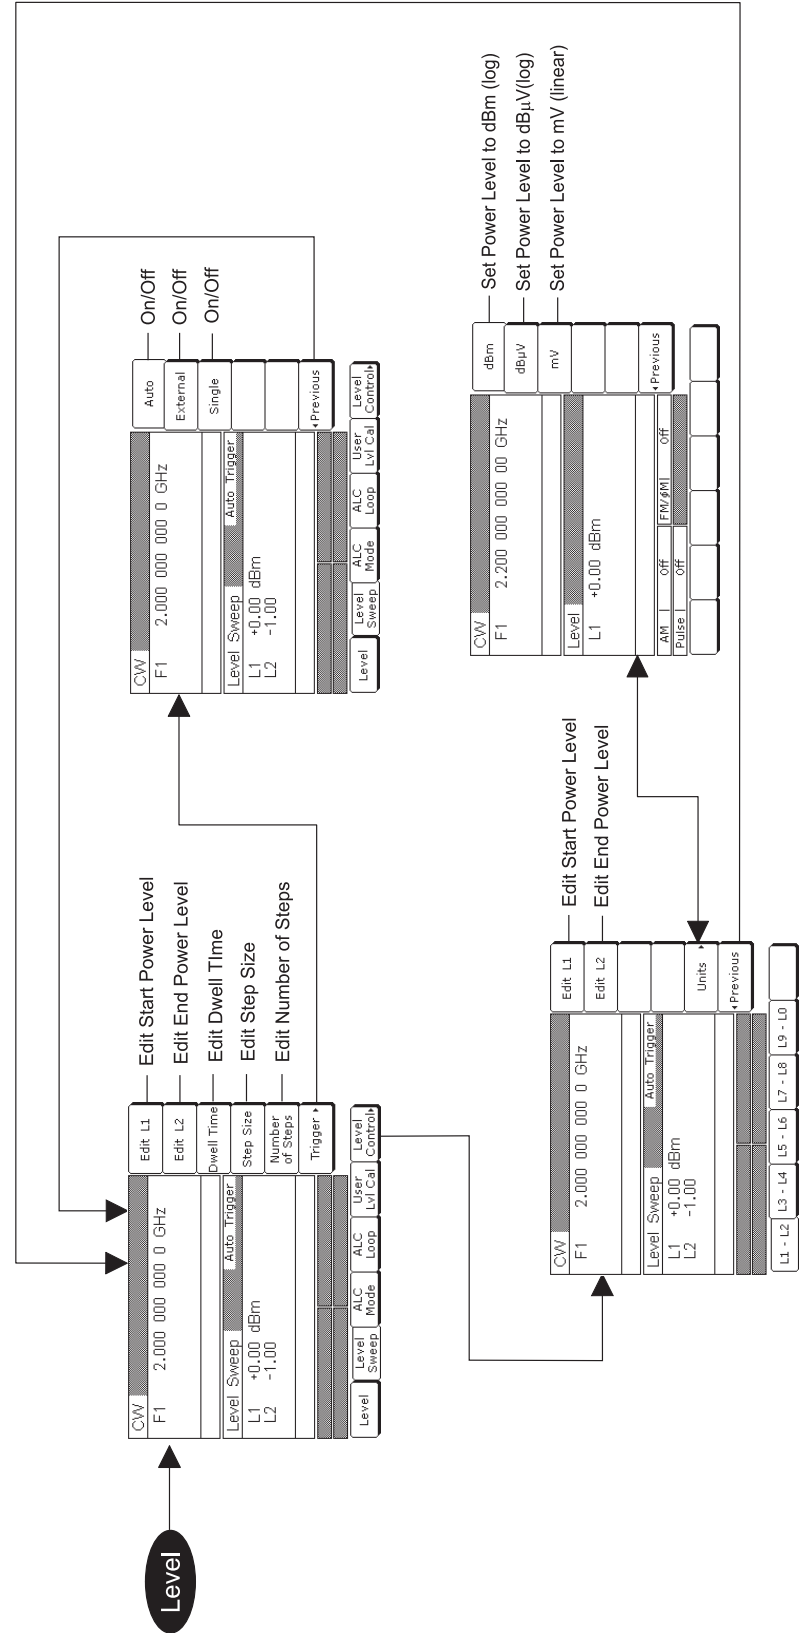 Level
CW
F1 2.000 000 000 0 GHz
Level Sweep Auto Trigger
L1 +0.00 dBm
L2 -1.00
Edit L1
Edit L2
Dwell Time
Step Size
Number
of Steps
Trigger ▸
Level
Level
Sweep
ALC
Mode
ALC
Loop
User
Lvl Cal
Level
Control▸
Edit Start Power Level
Edit End Power Level
Edit Dwell TIme
Edit Step Size
Edit Number of Steps
CW
F1 2.000 000 000 0 GHz
Level Sweep Auto Trigger
L1 +0.00 dBm
L2 -1.00
Auto
External
Single
◂Previous
Level
Level
Sweep
ALC
Mode
ALC
Loop
User
Lvl Cal
Level
Control▸
On/Off
On/Off
On/Off
CW
F1 2.000 000 000 0 GHz
Level Sweep Auto Trigger
L1 +0.00 dBm
L2 -1.00
Edit L1
Edit L2
Units ▸
◂Previous
L1 - L2
L3 - L4
L5 - L6
L7 - L8
L9 - L0
Edit Start Power Level
Edit End Power Level
CW
F1 2.200 000 000 00 GHz
Level
L1 +0.00 dBm
AM off FM/ϕM off
Pulse off
dBm
dBµV
mV
◂Previous
Set Power Level to dBm (log)
Set Power Level to dBµV(log)
Set Power Level to mV (linear)